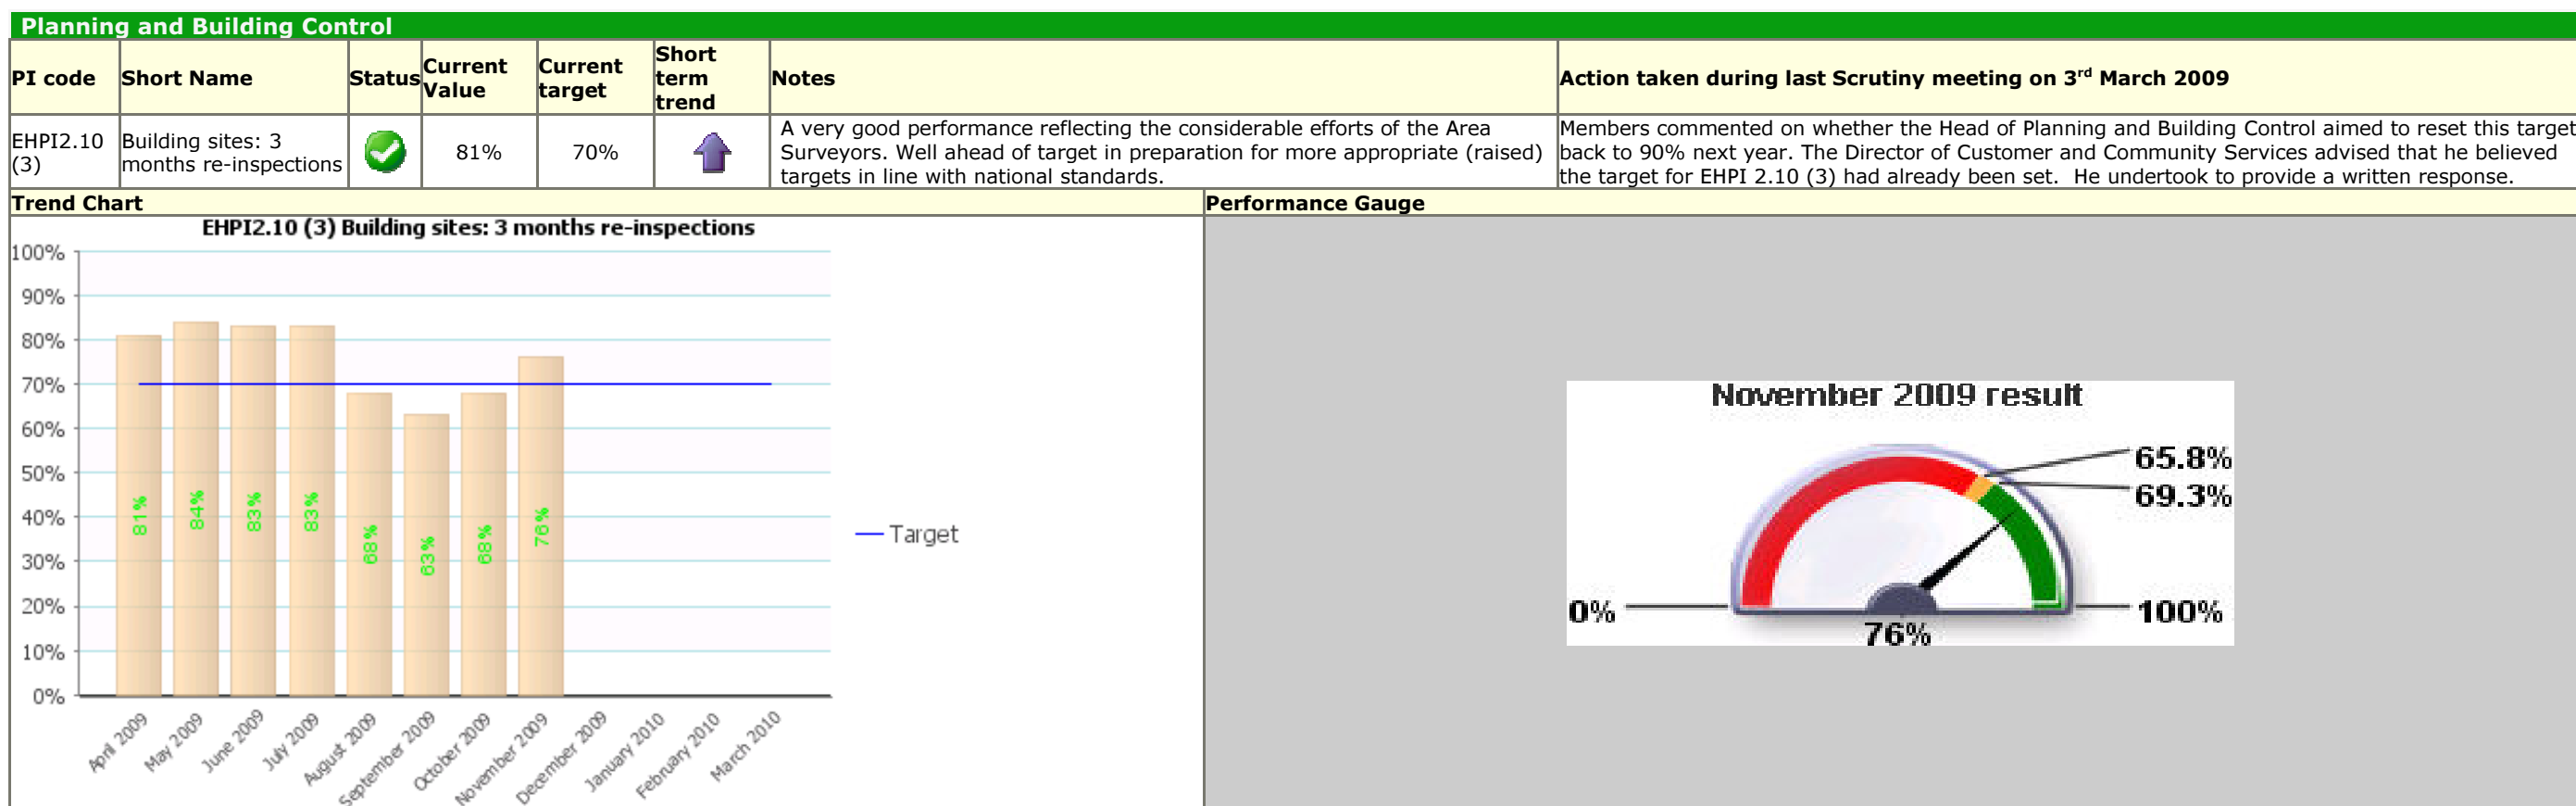 Planning and Building Control
PI code
Short Name
Status
Current
Value
Current
target
Short
term
trend
Notes
Action taken during last Scrutiny meeting on 3rd March 2009
EHPI2.10
(3)
Building sites: 3
months re-inspections
81%
70%
A very good performance reflecting the considerable efforts of the Area
Surveyors. Well ahead of target in preparation for more appropriate (raised)
targets in line with national standards.
Members commented on whether the Head of Planning and Building Control aimed to reset this target
back to 90% next year. The Director of Customer and Community Services advised that he believed
the target for EHPI 2.10 (3) had already been set.  He undertook to provide a written response.
Trend Chart
Performance Gauge
EHPI2.10 (3) Building sites: 3 months re-inspections
100%
90%
80%
70%
60%
50%
40%
30%
20%
10%
0%
81%
84%
83%
83%
68%
63%
68%
76%
Target
April 2009
May 2009
June 2009
July 2009
August 2009
September 2009
October 2009
November 2009
December 2009
January 2010
February 2010
March 2010
November 2009 result
65.8%
69.3%
0%
100%
76%